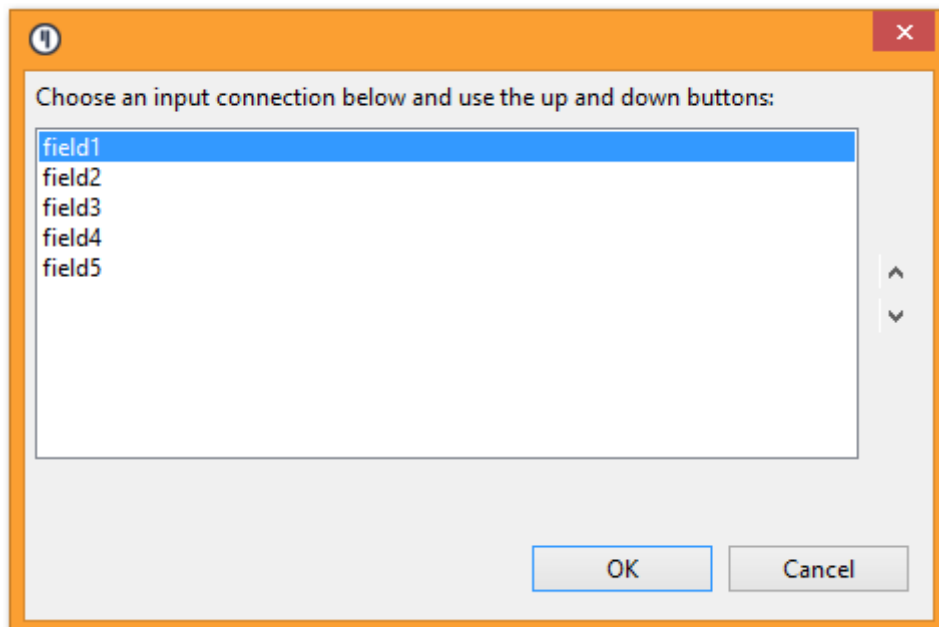 Choose an input connection below and use the up and down buttons:
field1
field2
field3
field4
field5
OK
Cancel